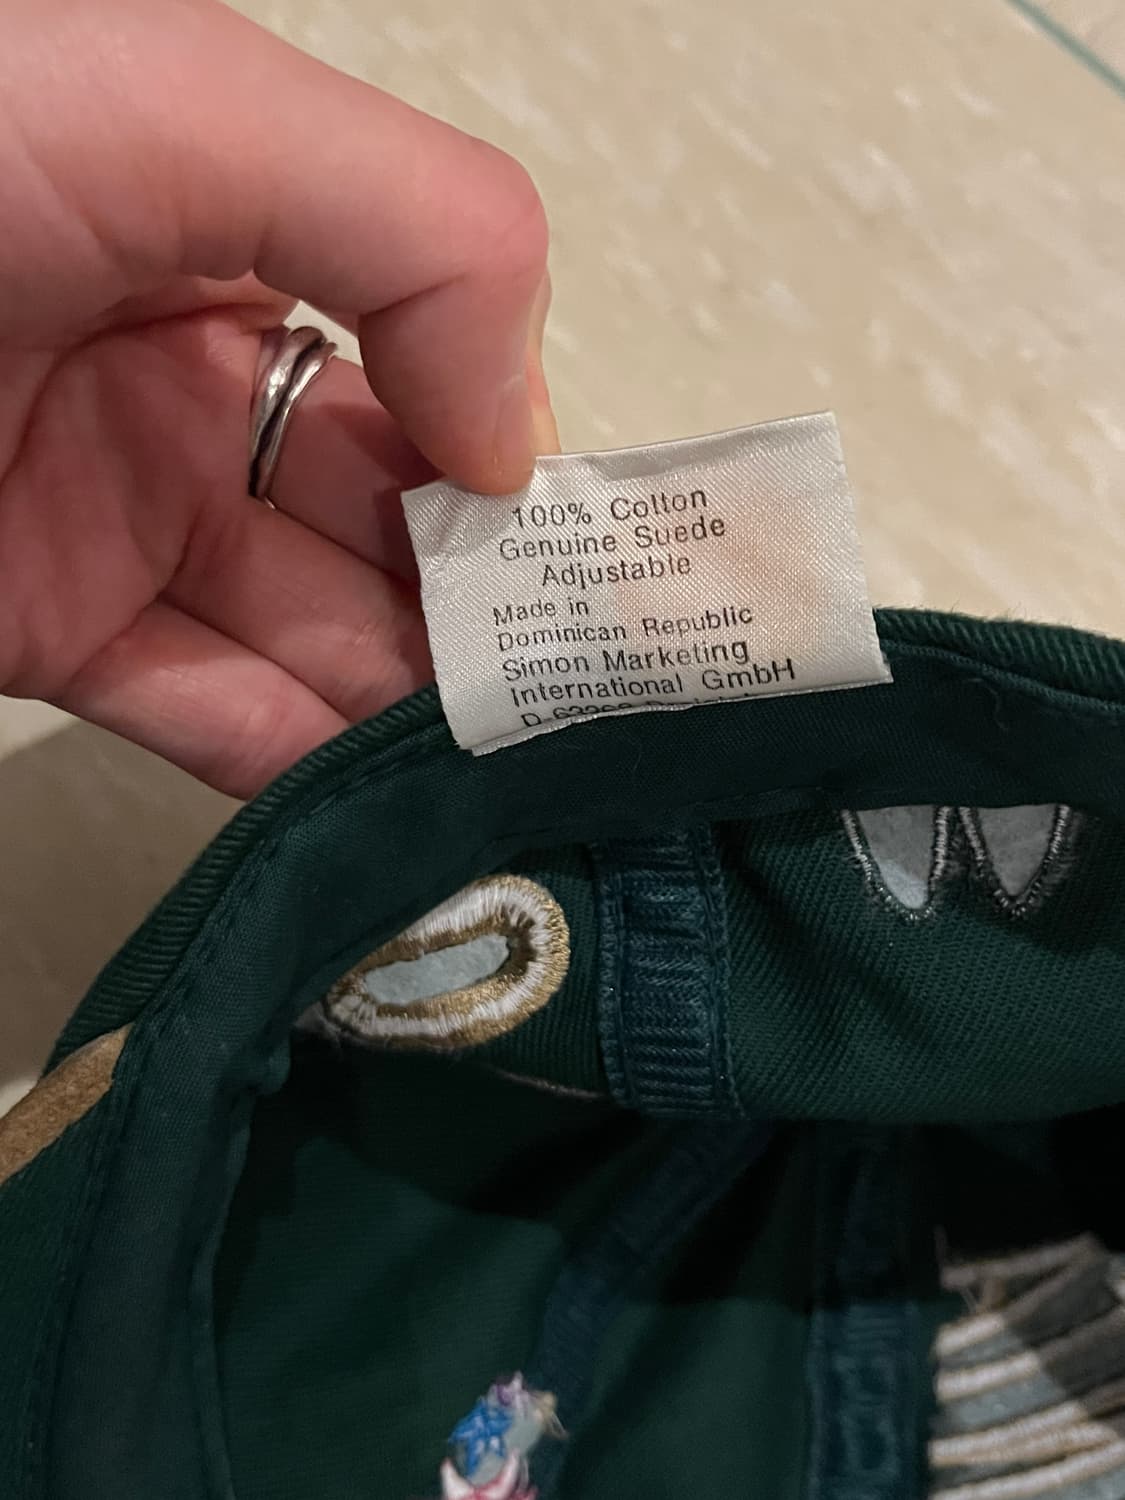 100% Cotton
Genuine Suede
Adjustable
Made in
Dominican Republic
Simon Marketing
International GmbH